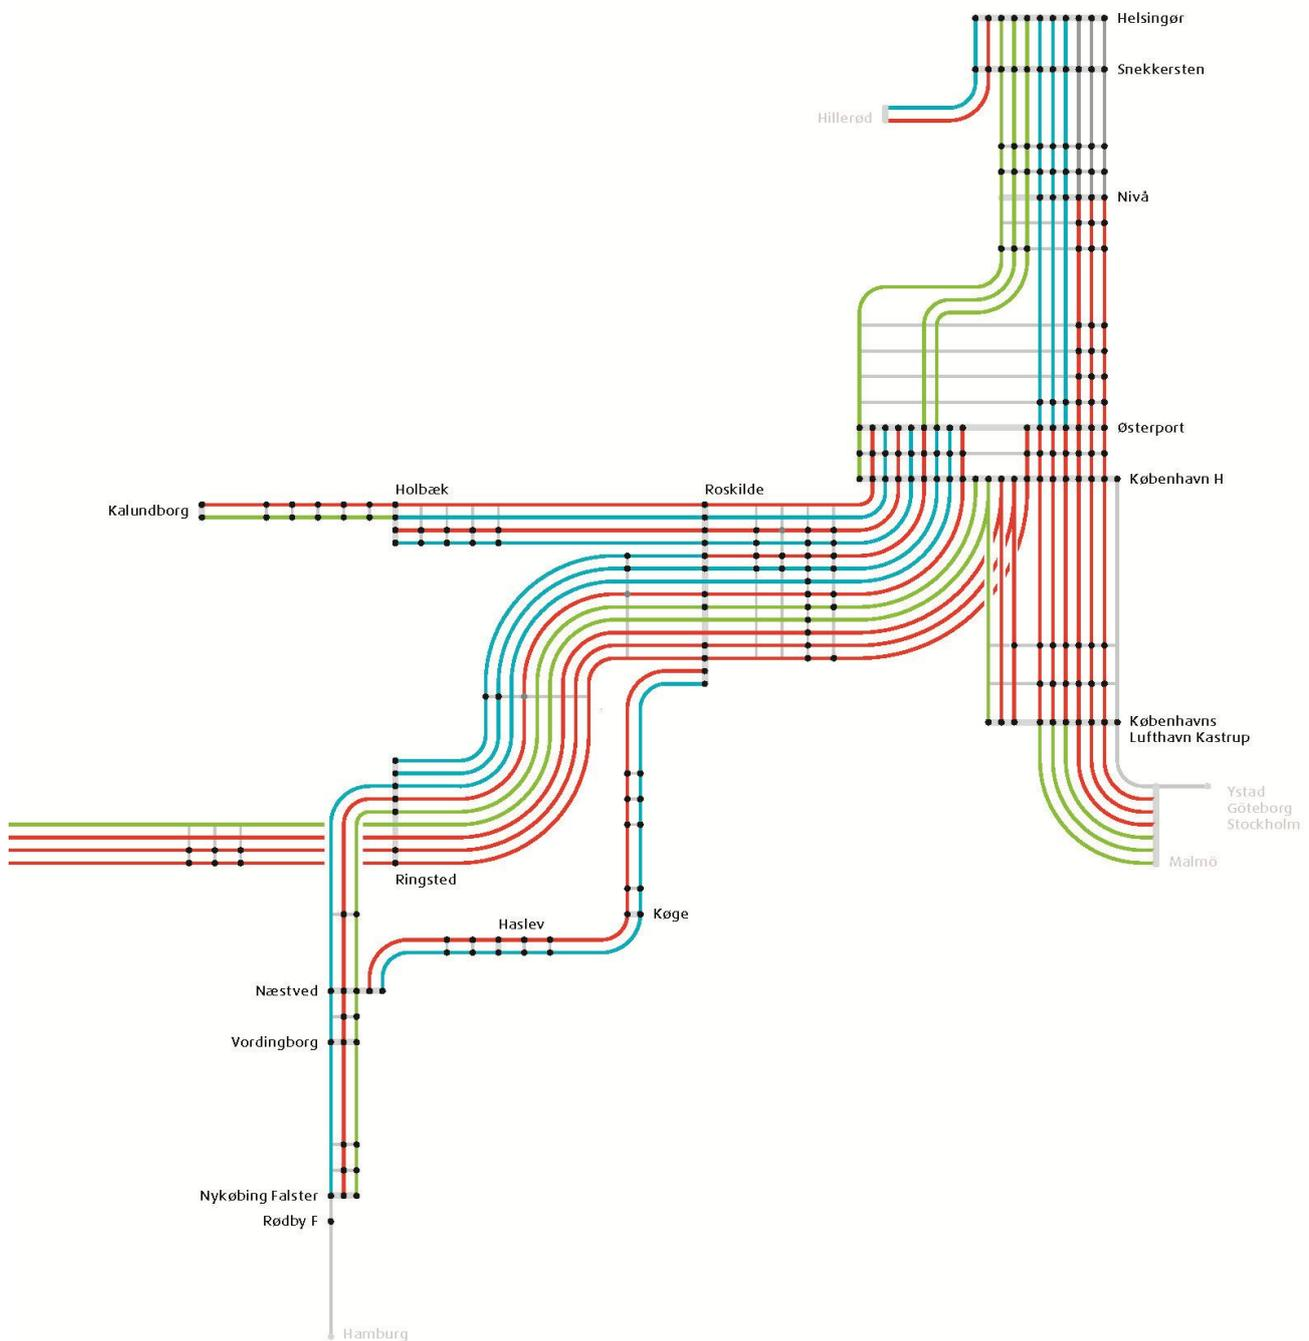 Helsingør
Snekkersten
Hillerød
Nivå
Østerport
København H
Holbæk
Roskilde
Kalundborg
Københavns
Lufthavn Kastrup
Ystad
Göteborg
Stockholm
Malmö
Ringsted
Køge
Haslev
Næstved
Vordingborg
Nykøbing Falster
Rødby F
Hamburg